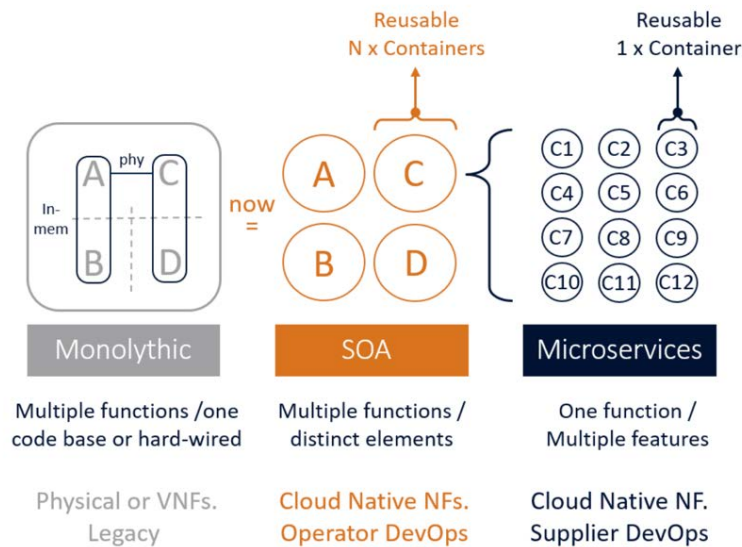 Reusable
N x Containers
Reusable
1 x Container
A phy C
In-
mem
B D
now
=
A C
B D
C1 C2 C3
C4 C5 C6
C7 C8 C9
C10 C11 C12
Monolythic
SOA
Microservices
Multiple functions /one
code base or hard-wired
Multiple functions /
distinct elements
One function /
Multiple features
Physical or VNFs.
Legacy
Cloud Native NFs.
Operator DevOps
Cloud Native NF.
Supplier DevOps